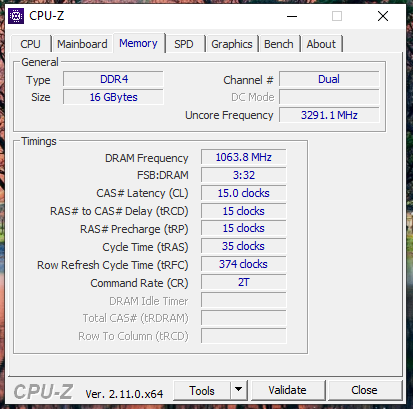 CPU-Z
CPU Mainboard Memory SPD Graphics Bench About
General
Type DDR4 Channel # Dual
Size 16 GBytes DC Mode
Uncore Frequency 3291.1 MHz
Timings
DRAM Frequency 1063.8 MHz
FSB:DRAM 3:32
CAS# Latency (CL) 15.0 clocks
RAS# to CAS# Delay (tRCD) 15 clocks
RAS# Precharge (tRP) 15 clocks
Cycle Time (tRAS) 35 clocks
Row Refresh Cycle Time (tRFC) 374 clocks
Command Rate (CR) 2T
DRAM Idle Timer
Total CAS# (tRDRAM)
Row To Column (tRCD)
CPU-Z Ver. 2.11.0.x64 Tools Validate Close